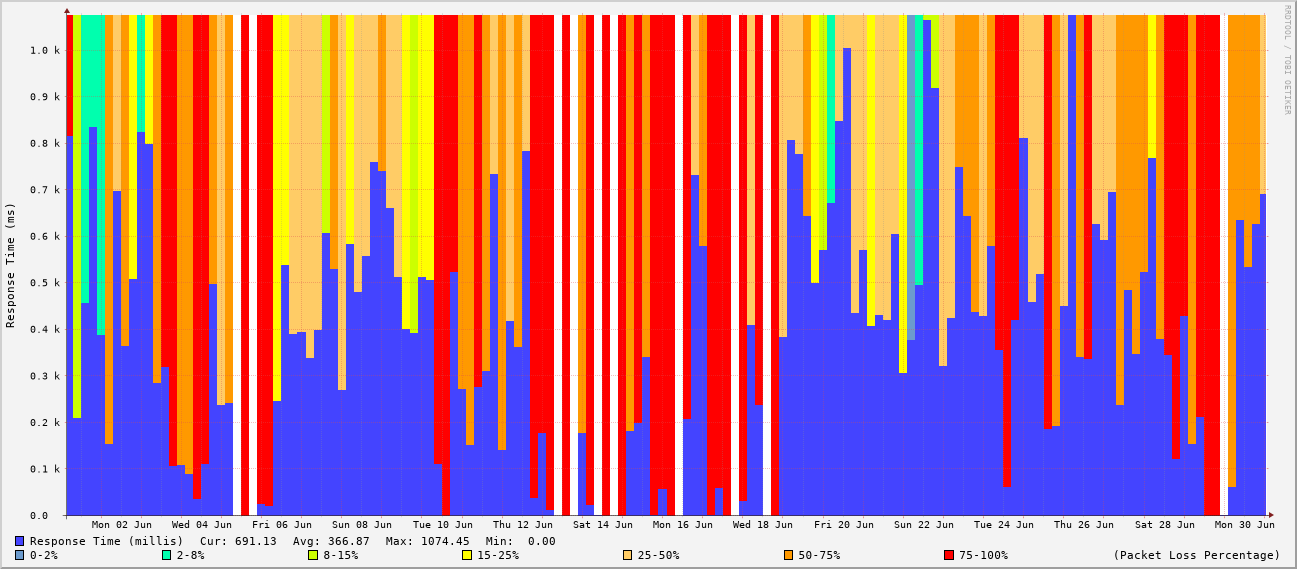 RRDTOOL / TOBI OETIKER
Response Time (ms)
1.0 k
0.9 k
0.8 k
0.7 k
0.6 k
0.5 k
0.4 k
0.3 k
0.2 k
0.1 k
0.0
Mon 02 Jun Wed 04 Jun Fri 06 Jun Sun 08 Jun Tue 10 Jun Thu 12 Jun Sat 14 Jun Mon 16 Jun Wed 18 Jun Fri 20 Jun Sun 22 Jun Tue 24 Jun Thu 26 Jun Sat 28 Jun Mon 30 Jun
Response Time (millis) Cur: 691.13 Avg: 366.87 Max: 1074.45 Min: 0.00
0-2% 2-8% 8-15% 15-25% 25-50% 50-75% 75-100% (Packet Loss Percentage)